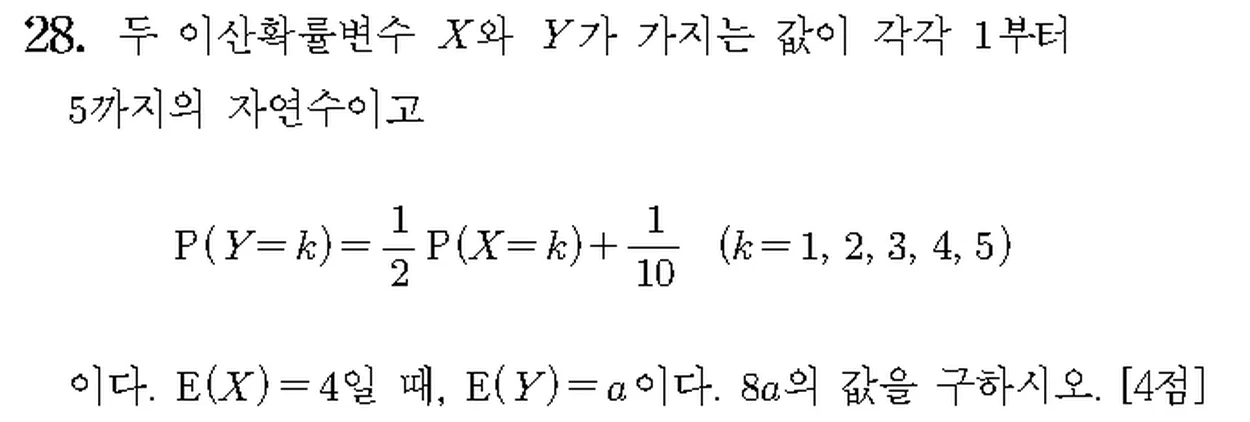 28. 두 이산확률변수 X와 Y가 가지는 값이 각각 1부터
5까지의 자연수이고
P(Y=k)=\frac{1}{2}P(X=k)+\frac{1}{10} (k=1, 2, 3, 4, 5)
이다. E(X)=4일 때, E(Y)=a이다. 8a의 값을 구하시오. [4점]